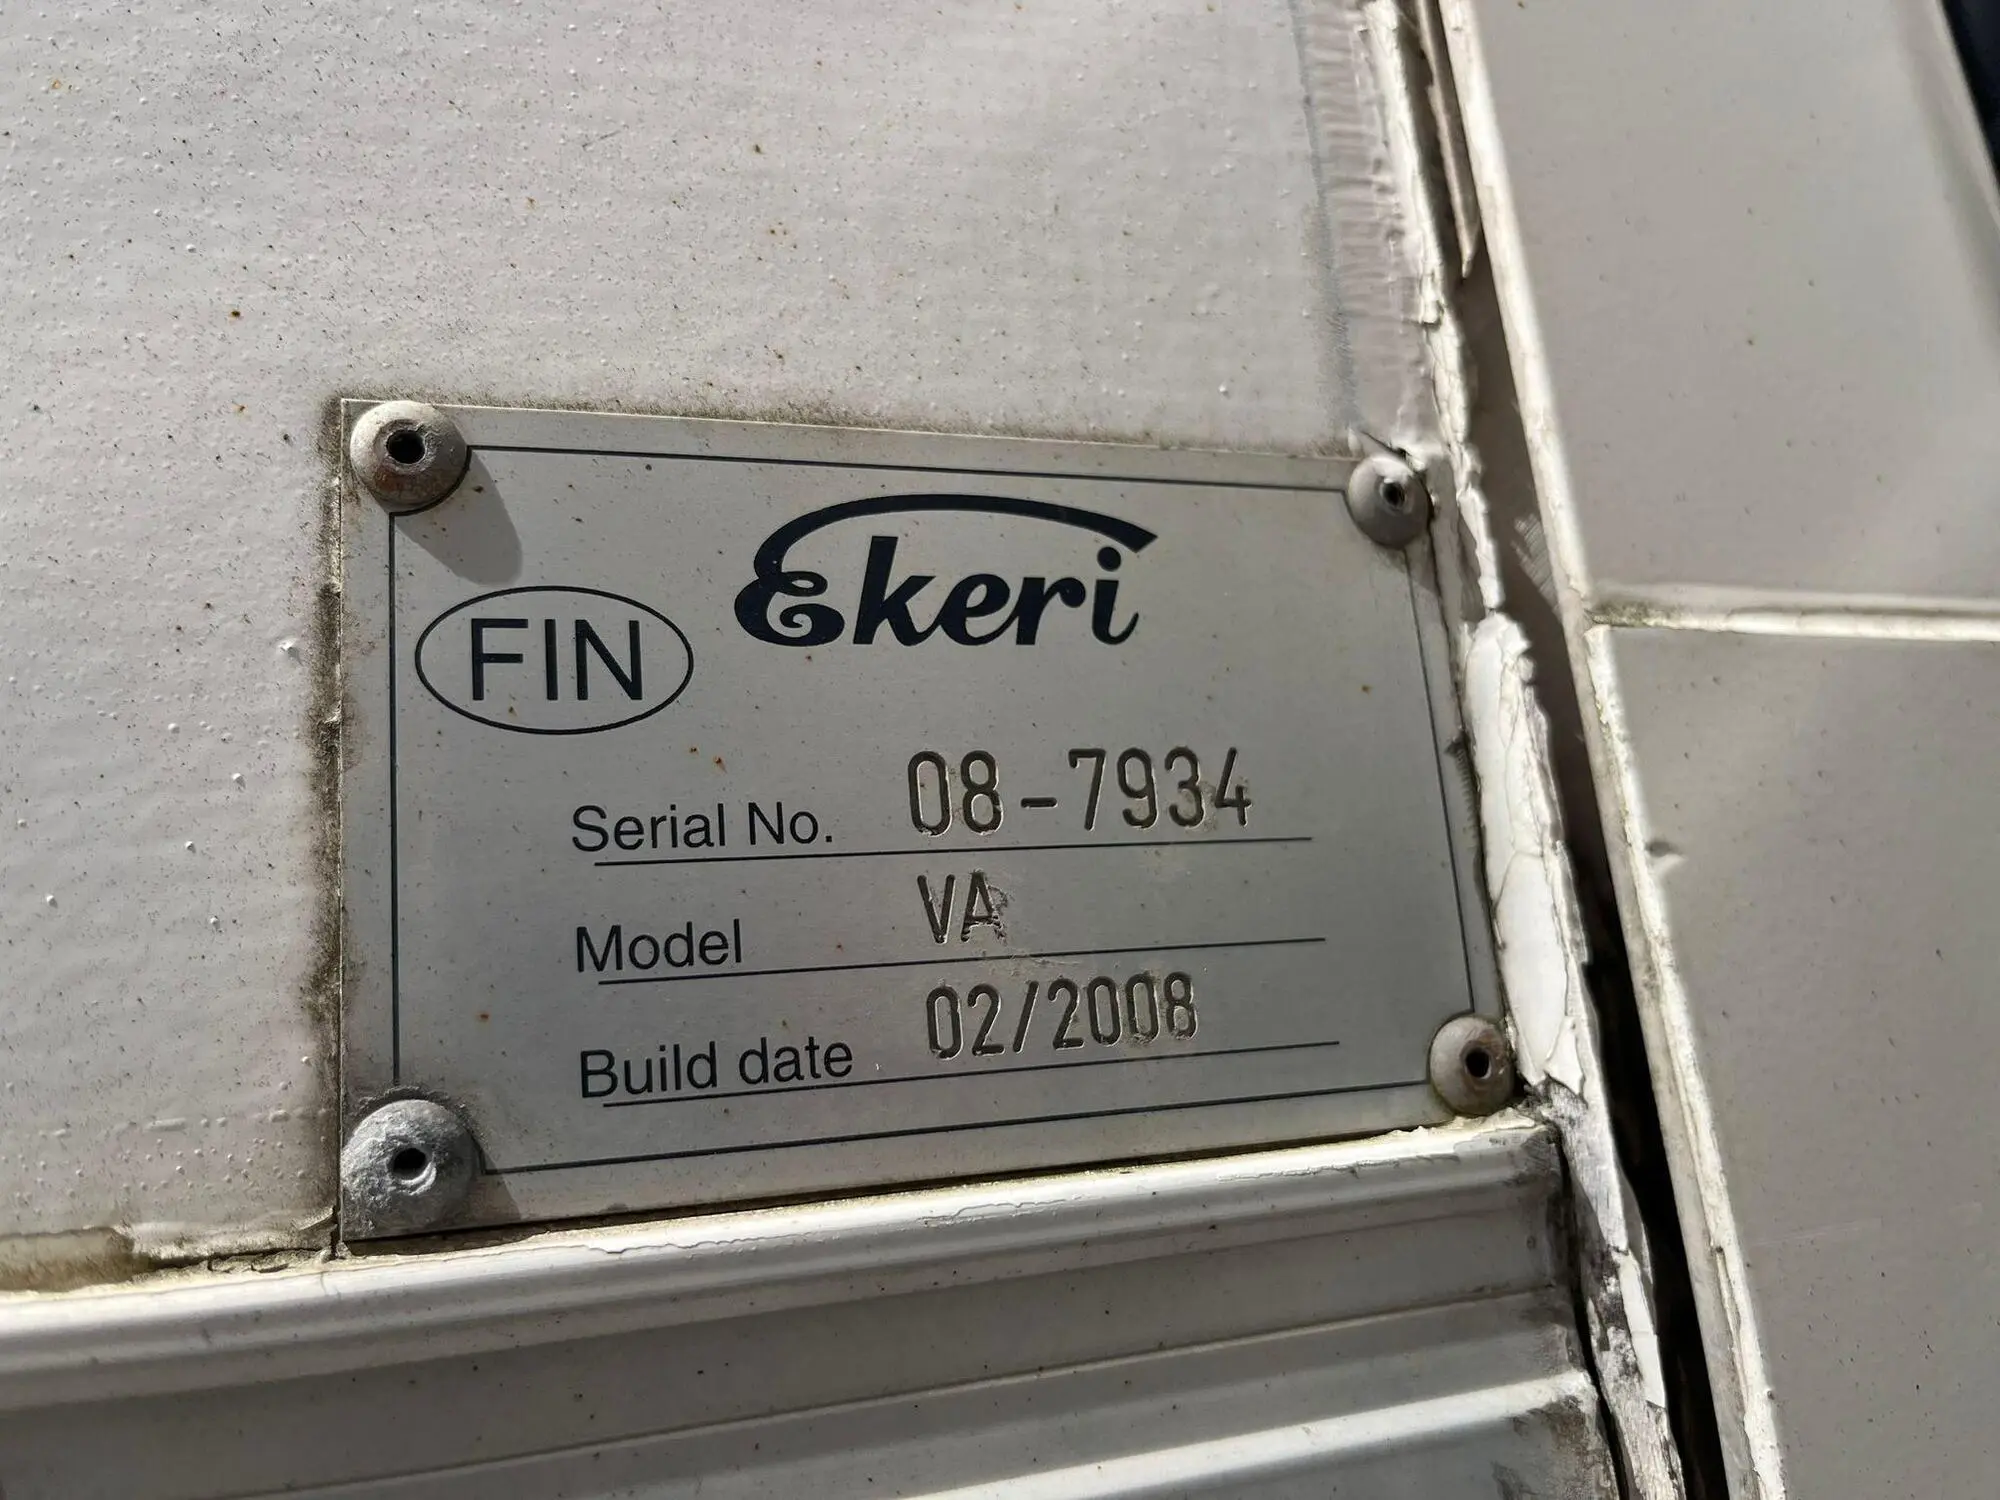 Ekeri
FIN
Serial No. 08-7934
Model VA
Build date 02/2008